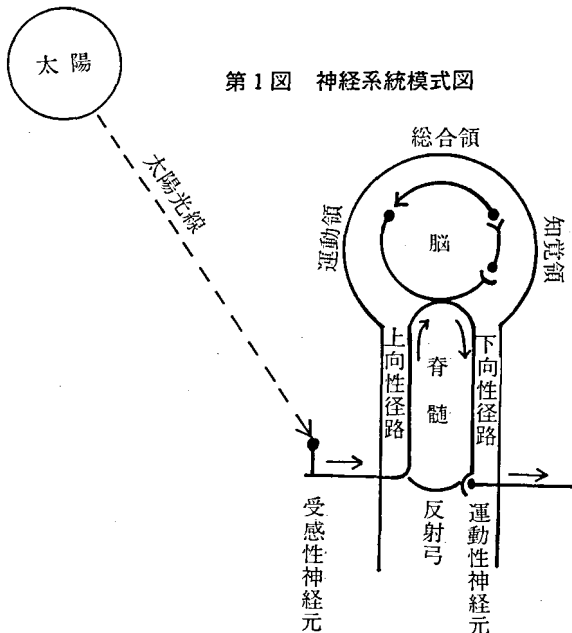 太陽
第1図 神経系統模式図
太陽光線
総合領
運動領
脳
知覚領
上向性径路
脊髄
下向性径路
受感性神経元
反射弓
運動性神経元